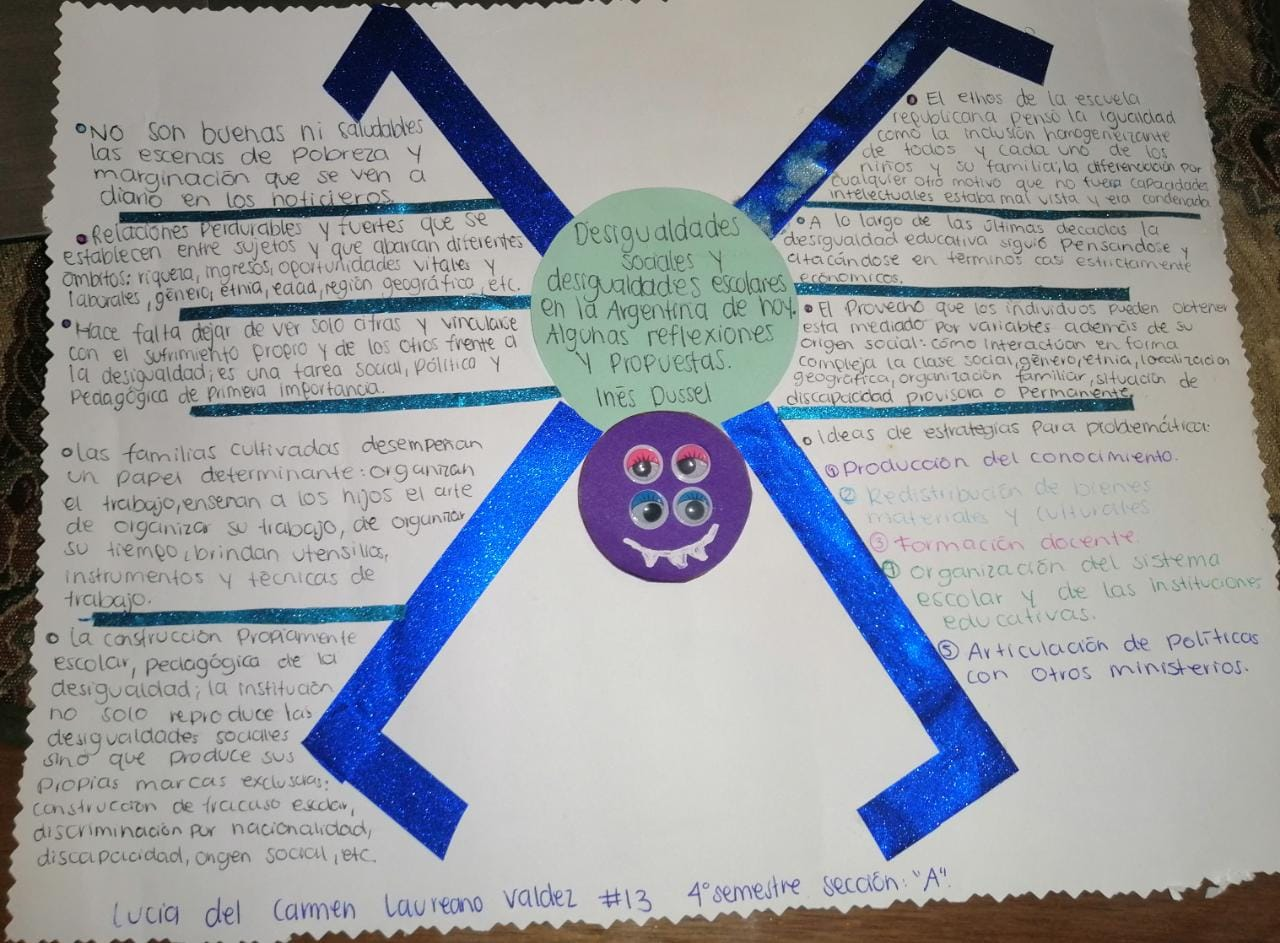 Desigualdades
sociales y
desigualdades escolares
en la Argentina de hoy.
Algunas reflexiones
y propuestas.
Inés Dussel
•No son buenas ni saludables
las escenas de pobreza y
marginación que se ven a
diario en los noticieros.
•Relaciones perdurables y fuertes que se
establecen entre sujetos y que abarcan diferentes
ambitos: riqueza, ingresos, oportunidades vitales y
laborales, género, etnia, edad, región geográfica, etc.
•Hace falta dejar de ver solo cifras y vincularse
con el sufrimiento propio y de los otros frente a
la desigualdad; es una tarea social, política y
pedagógica de primera importancia.
•las familias cultivadas desempeñan
un papel determinante: organizan
el trabajo, enseñan a los hijos el arte
de organizar su trabajo, de organizar
su tiempo, brindan utensilios,
instrumentos y técnicas de
trabajo.
•La construcción propiamente
escolar, pedagógica de la
desigualdad; la institución
no solo reproduce las
desigualdades sociales
sino que produce sus
propias marcas
construcción de fracaso escolar,
discriminación por nacionalidad,
discapacidad, origen social, etc.
•El ethos de la escuela
republicana pensó la igualdad
como la inclusión homogeneizante
de todos y cada uno de los
niños y su familia; la diferenciación por
cualquier otro motivo que no fuera capacidades
intelectuales estaba mal vista y era condenada.
•A lo largo de las últimas décadas la
desigualdad educativa siguió pensandose y
atacándose en términos casi estrictamente
económicos.
•El provecho que los individuos pueden obtener
esta mediado por variables además de su
origen social: cómo interactúan en forma
compleja la clase social, género, etnia, localización
geográfica, organización familiar, situación de
discapacidad provisoria o permanente
•Ideas de estrategias para problemática:
①Producción del conocimiento.
② Redistribución de bienes
materiales y culturales
③ Formación docente.
④ organización del sistema
escolar y de las instituciones
educativas.
⑤ Articulación de políticas
con otros ministerios.
Lucia del Carmen Laureano Valdez #13 4°semestre sección: "A".